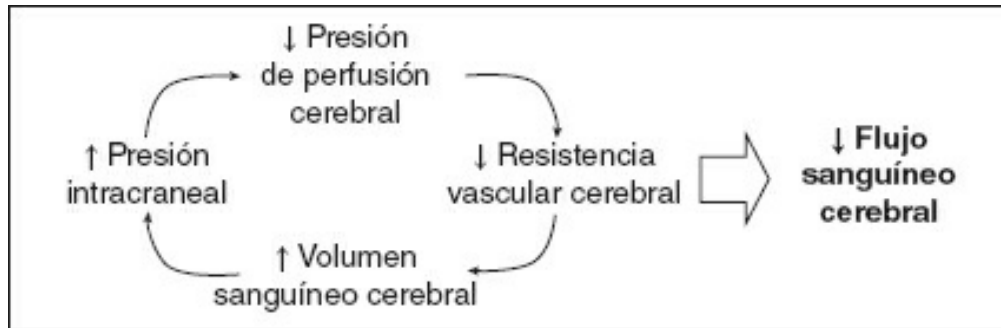 ↓ Presión
de perfusión
cerebral
↑ Presión
intracraneal
↓ Resistencia
vascular cerebral
↑ Volumen
sanguíneo cerebral
↓ Flujo
sanguíneo
cerebral